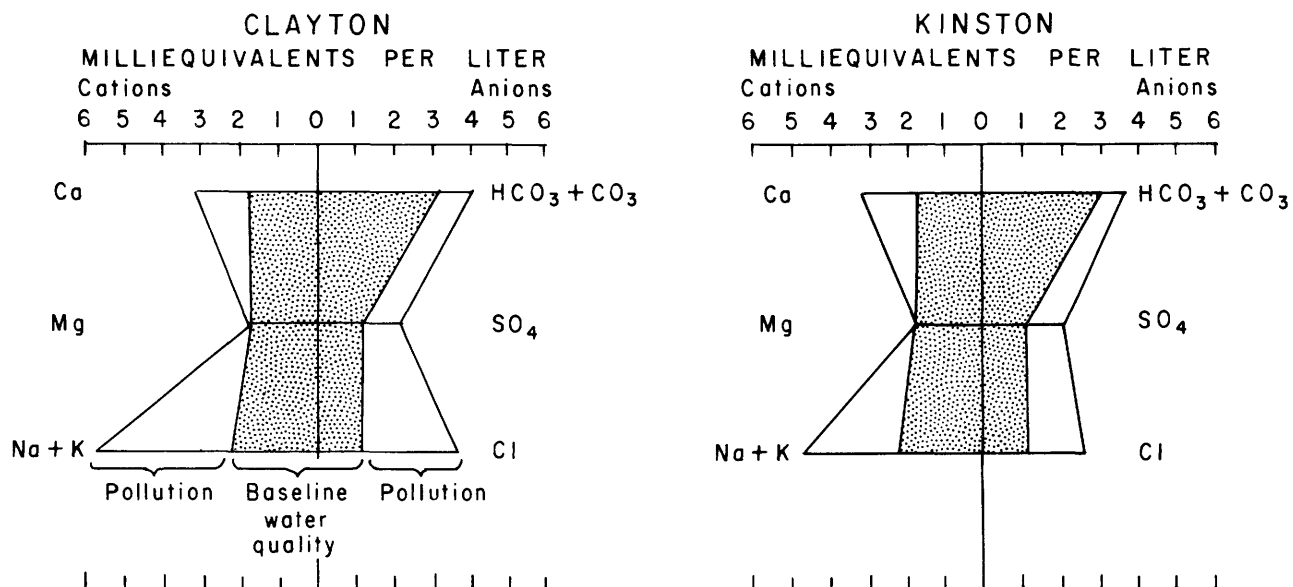 CLAYTON
MILLIEQUIVALENTS PER LITER
Cations Anions
6 5 4 3 2 1 0 1 2 3 4 5 6
Ca HCO₃ + CO₃
Mg SO₄
Na + K Cl
Pollution Baseline Pollution
water
quality
KINSTON
MILLIEQUIVALENTS PER LITER
Cations Anions
6 5 4 3 2 1 0 1 2 3 4 5 6
Ca HCO₃ + CO₃
Mg SO₄
Na + K Cl